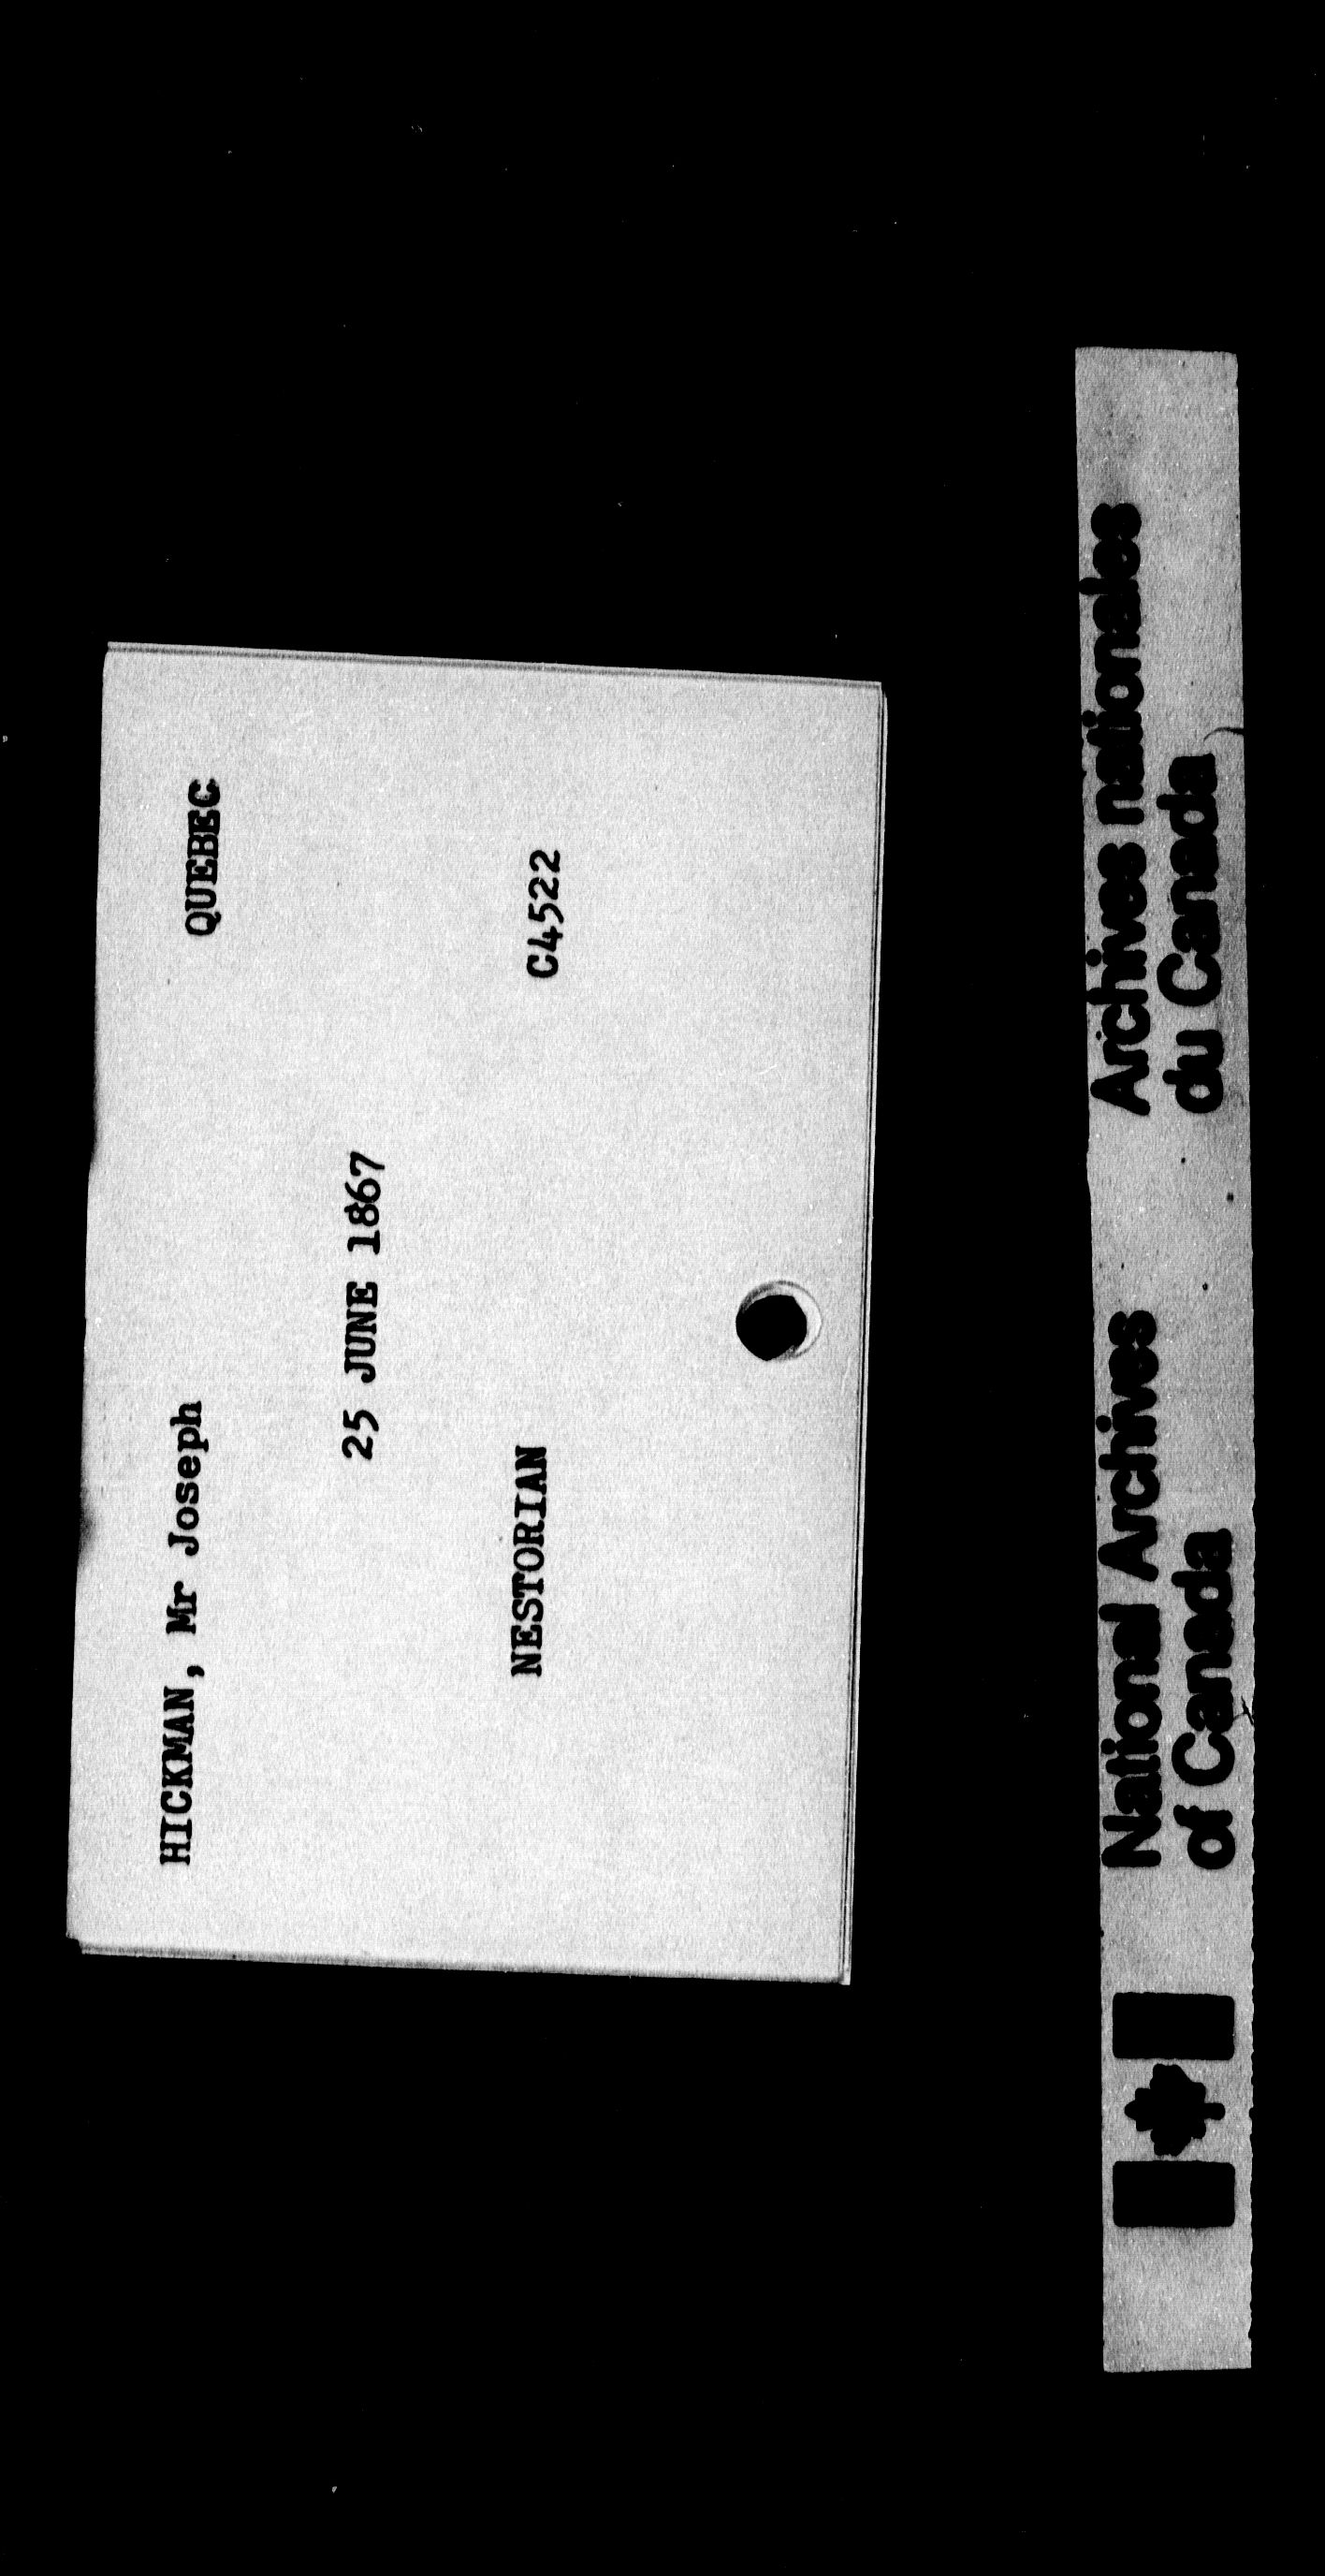 HICKMAN, Mr Joseph QUEBEC
25 JUNE 1867
NESTORIAN C4522
National Archives
of Canada
Archives nationales
du Canada